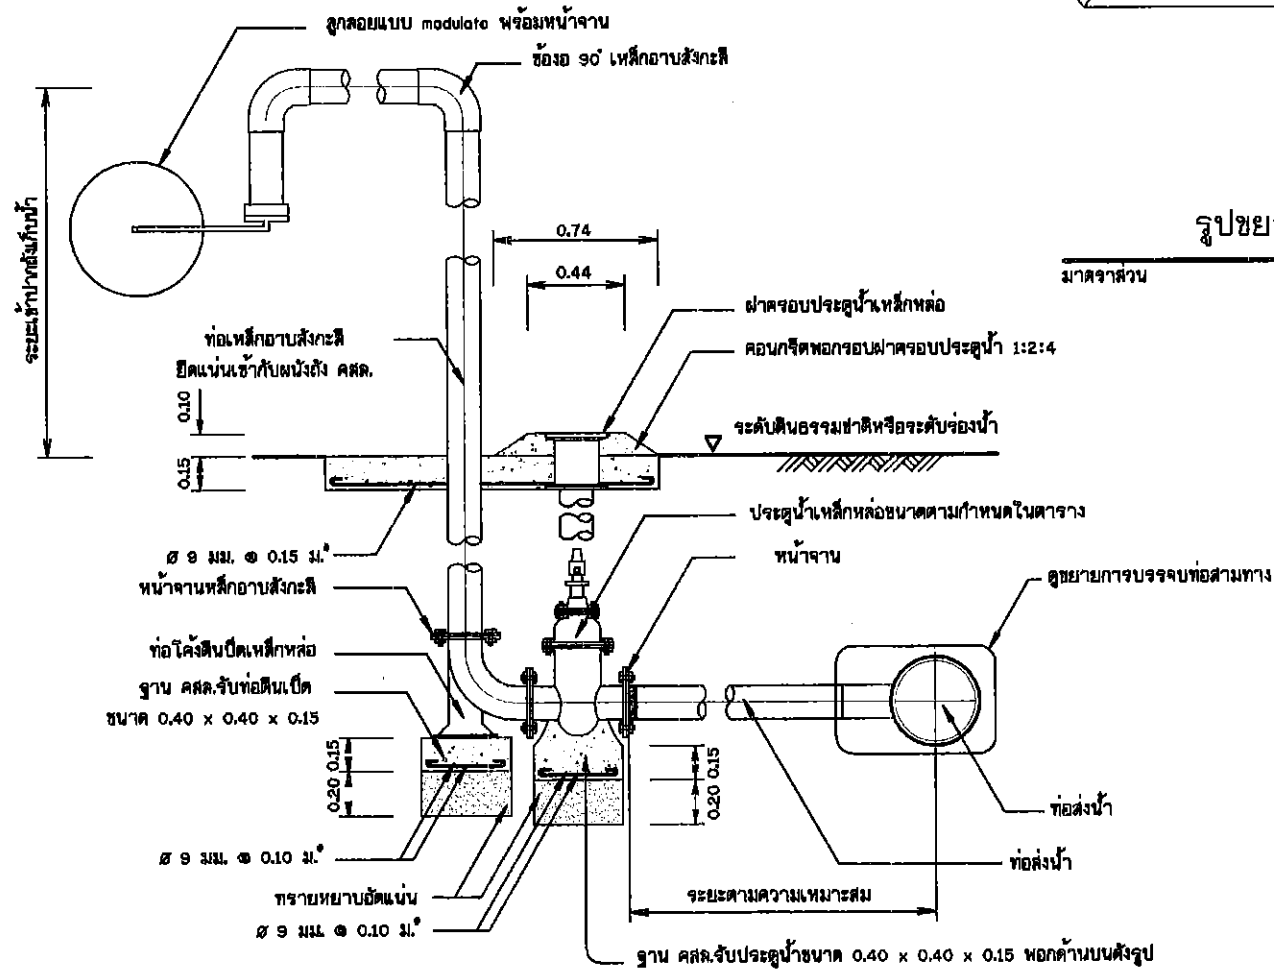 ลูกลอยแบบ modulato พร้อมหน้าจาน
ข้องอ 90° เหล็กอาบสังกะสี
ระยะเข้าปากถังเก็บน้ำ
0.74
0.44
รูปขยา
มาตราส่วน
ฝาครอบประตูน้ำเหล็กหล่อ
ท่อเหล็กอาบสังกะสี
ยึดแน่นเข้ากับผนังถัง คสล.
คอนกรีตพอกรอบฝาครอบประตูน้ำ 1:2:4
0.10
ระดับดินธรรมชาติหรือระดับร่องน้ำ
0.15
ประตูน้ำเหล็กหล่อขนาดตามกำหนดในตาราง
Ø 9 มม. @ 0.15 ม.#
หน้าจาน
หน้าจานเหล็กอาบสังกะสี
ดูขยายการบรรจบท่อสามทาง
ท่อโค้งตีนเป็ดเหล็กหล่อ
ฐาน คสล.รับท่อตีนเป็ด
ขนาด 0.40 x 0.40 x 0.15
0.15
0.20
0.15
0.20
ท่อส่งน้ำ
Ø 9 มม. @ 0.10 ม.#
ท่อส่งน้ำ
ทรายหยาบอัดแน่น
ระยะตามความเหมาะสม
Ø 9 มม. @ 0.10 ม.#
ฐาน คสล.รับประตูน้ำขนาด 0.40 x 0.40 x 0.15 พอกด้านบนดังรูป